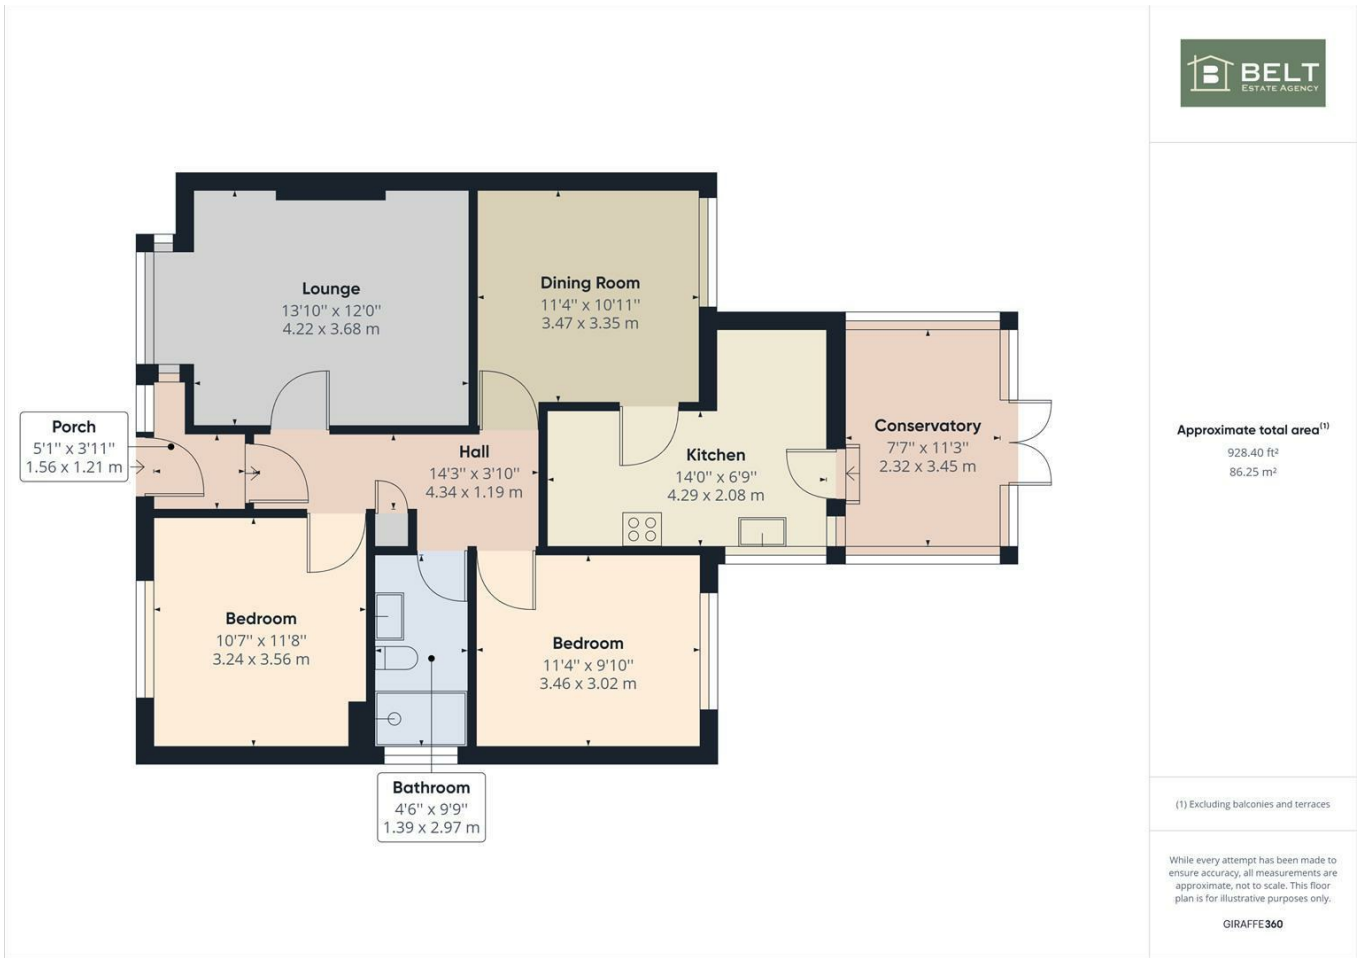 BELT
ESTATE AGENCY
Lounge
13'10'' x 12'0''
4.22 x 3.68 m
Dining Room
11'4'' x 10'11''
3.47 x 3.35 m
Porch
5'1'' x 3'11''
1.56 x 1.21 m
Hall
14'3'' x 3'10''
4.34 x 1.19 m
Kitchen
14'0'' x 6'9''
4.29 x 2.08 m
Conservatory
7'7'' x 11'3''
2.32 x 3.45 m
Bedroom
10'7'' x 11'8''
3.24 x 3.56 m
Bedroom
11'4'' x 9'10''
3.46 x 3.02 m
Bathroom
4'6'' x 9'9''
1.39 x 2.97 m
Approximate total area(1)
928.40 ft²
86.25 m²
(1) Excluding balconies and terraces
While every attempt has been made to
ensure accuracy, all measurements are
approximate, not to scale. This floor
plan is for illustrative purposes only.
GIRAFFE360